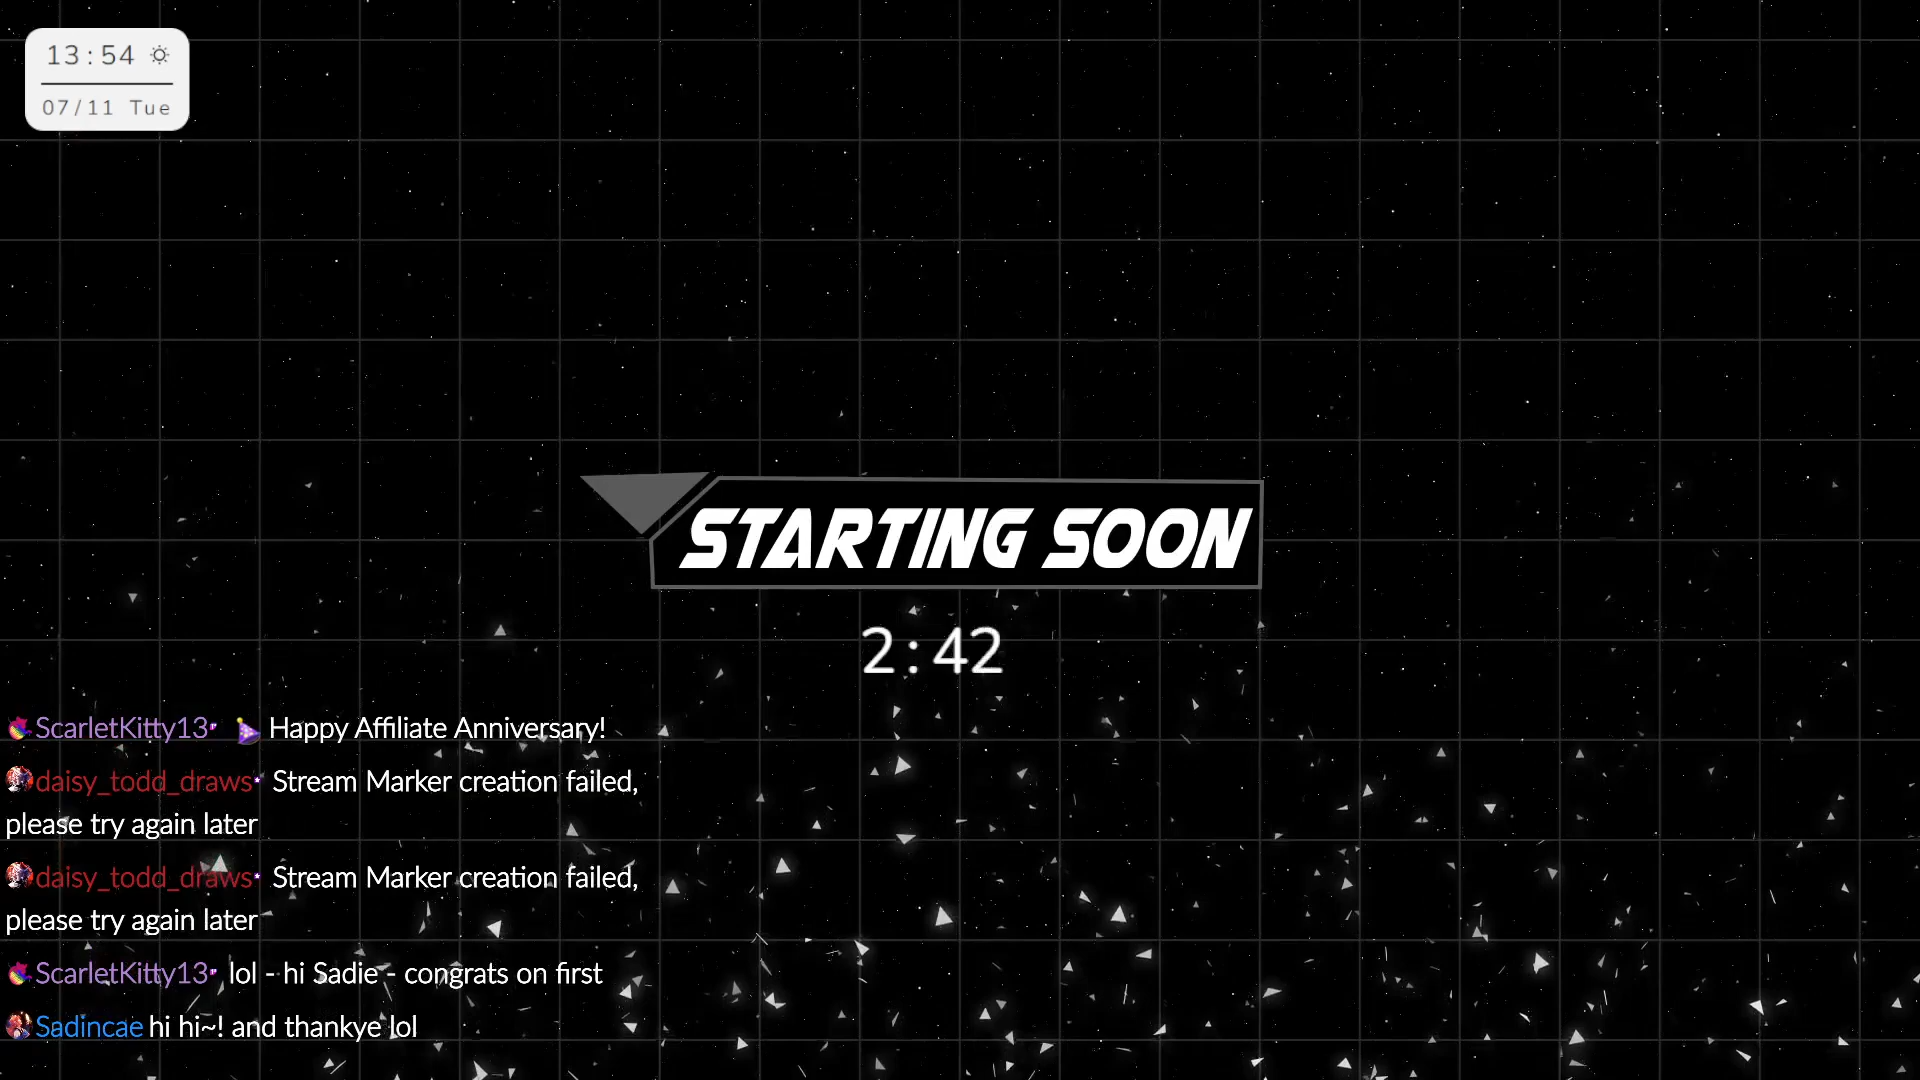 13:54
07/11 Tue
STARTING SOON
2:42
ScarletKitty13 Happy Affiliate Anniversary!
daisy_todd_draws Stream Marker creation failed,
please try again later
daisy_todd_draws Stream Marker creation failed,
please try again later
ScarletKitty13 lol - hi Sadie - congrats on first
Sadincae hi hi~! and thankye lol